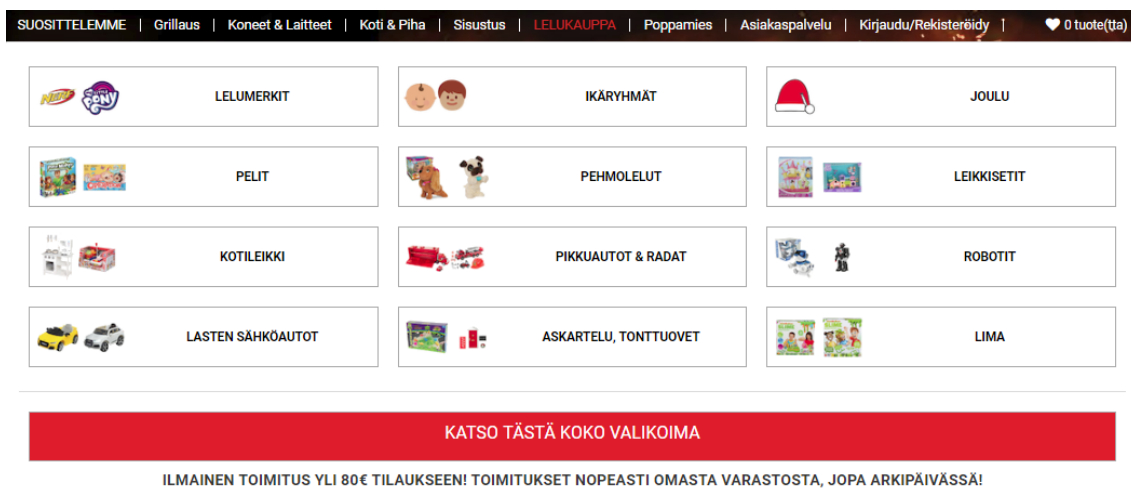 SUOSITTELEMME | Grillaus | Koneet & Laitteet | Koti & Piha | Sisustus | LELUKAUPPA | Poppamies | Asiakaspalvelu | Kirjaudu/Rekisteröidy | 0 tuote(tta)
NERF PONY LELUMERKIT
IKÄRYHMÄT
JOULU
PELIT
PEHMOLELUT
LEIKKISETIT
KOTILEIKKI
PIKKUAUTOT & RADAT
ROBOTIT
LASTEN SÄHKÖAUTOT
ASKARTELU, TONTTUOVET
LIMA
KATSO TÄSTÄ KOKO VALIKOIMA
ILMAINEN TOIMITUS YLI 80€ TILAUKSEEN! TOIMITUKSET NOPEASTI OMASTA VARASTOSTA, JOPA ARKIPÄIVÄSSÄ!